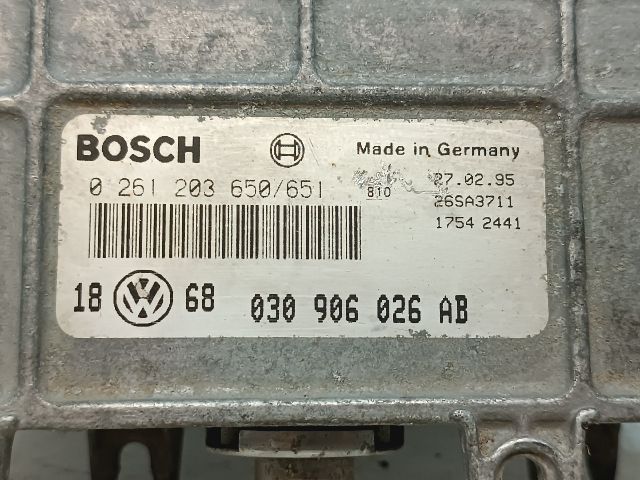 BOSCH
Made in Germany
0 261 203 650/651
810
27.02.95
26SA3711
1754 2441
18 VW 68 030 906 026 AB